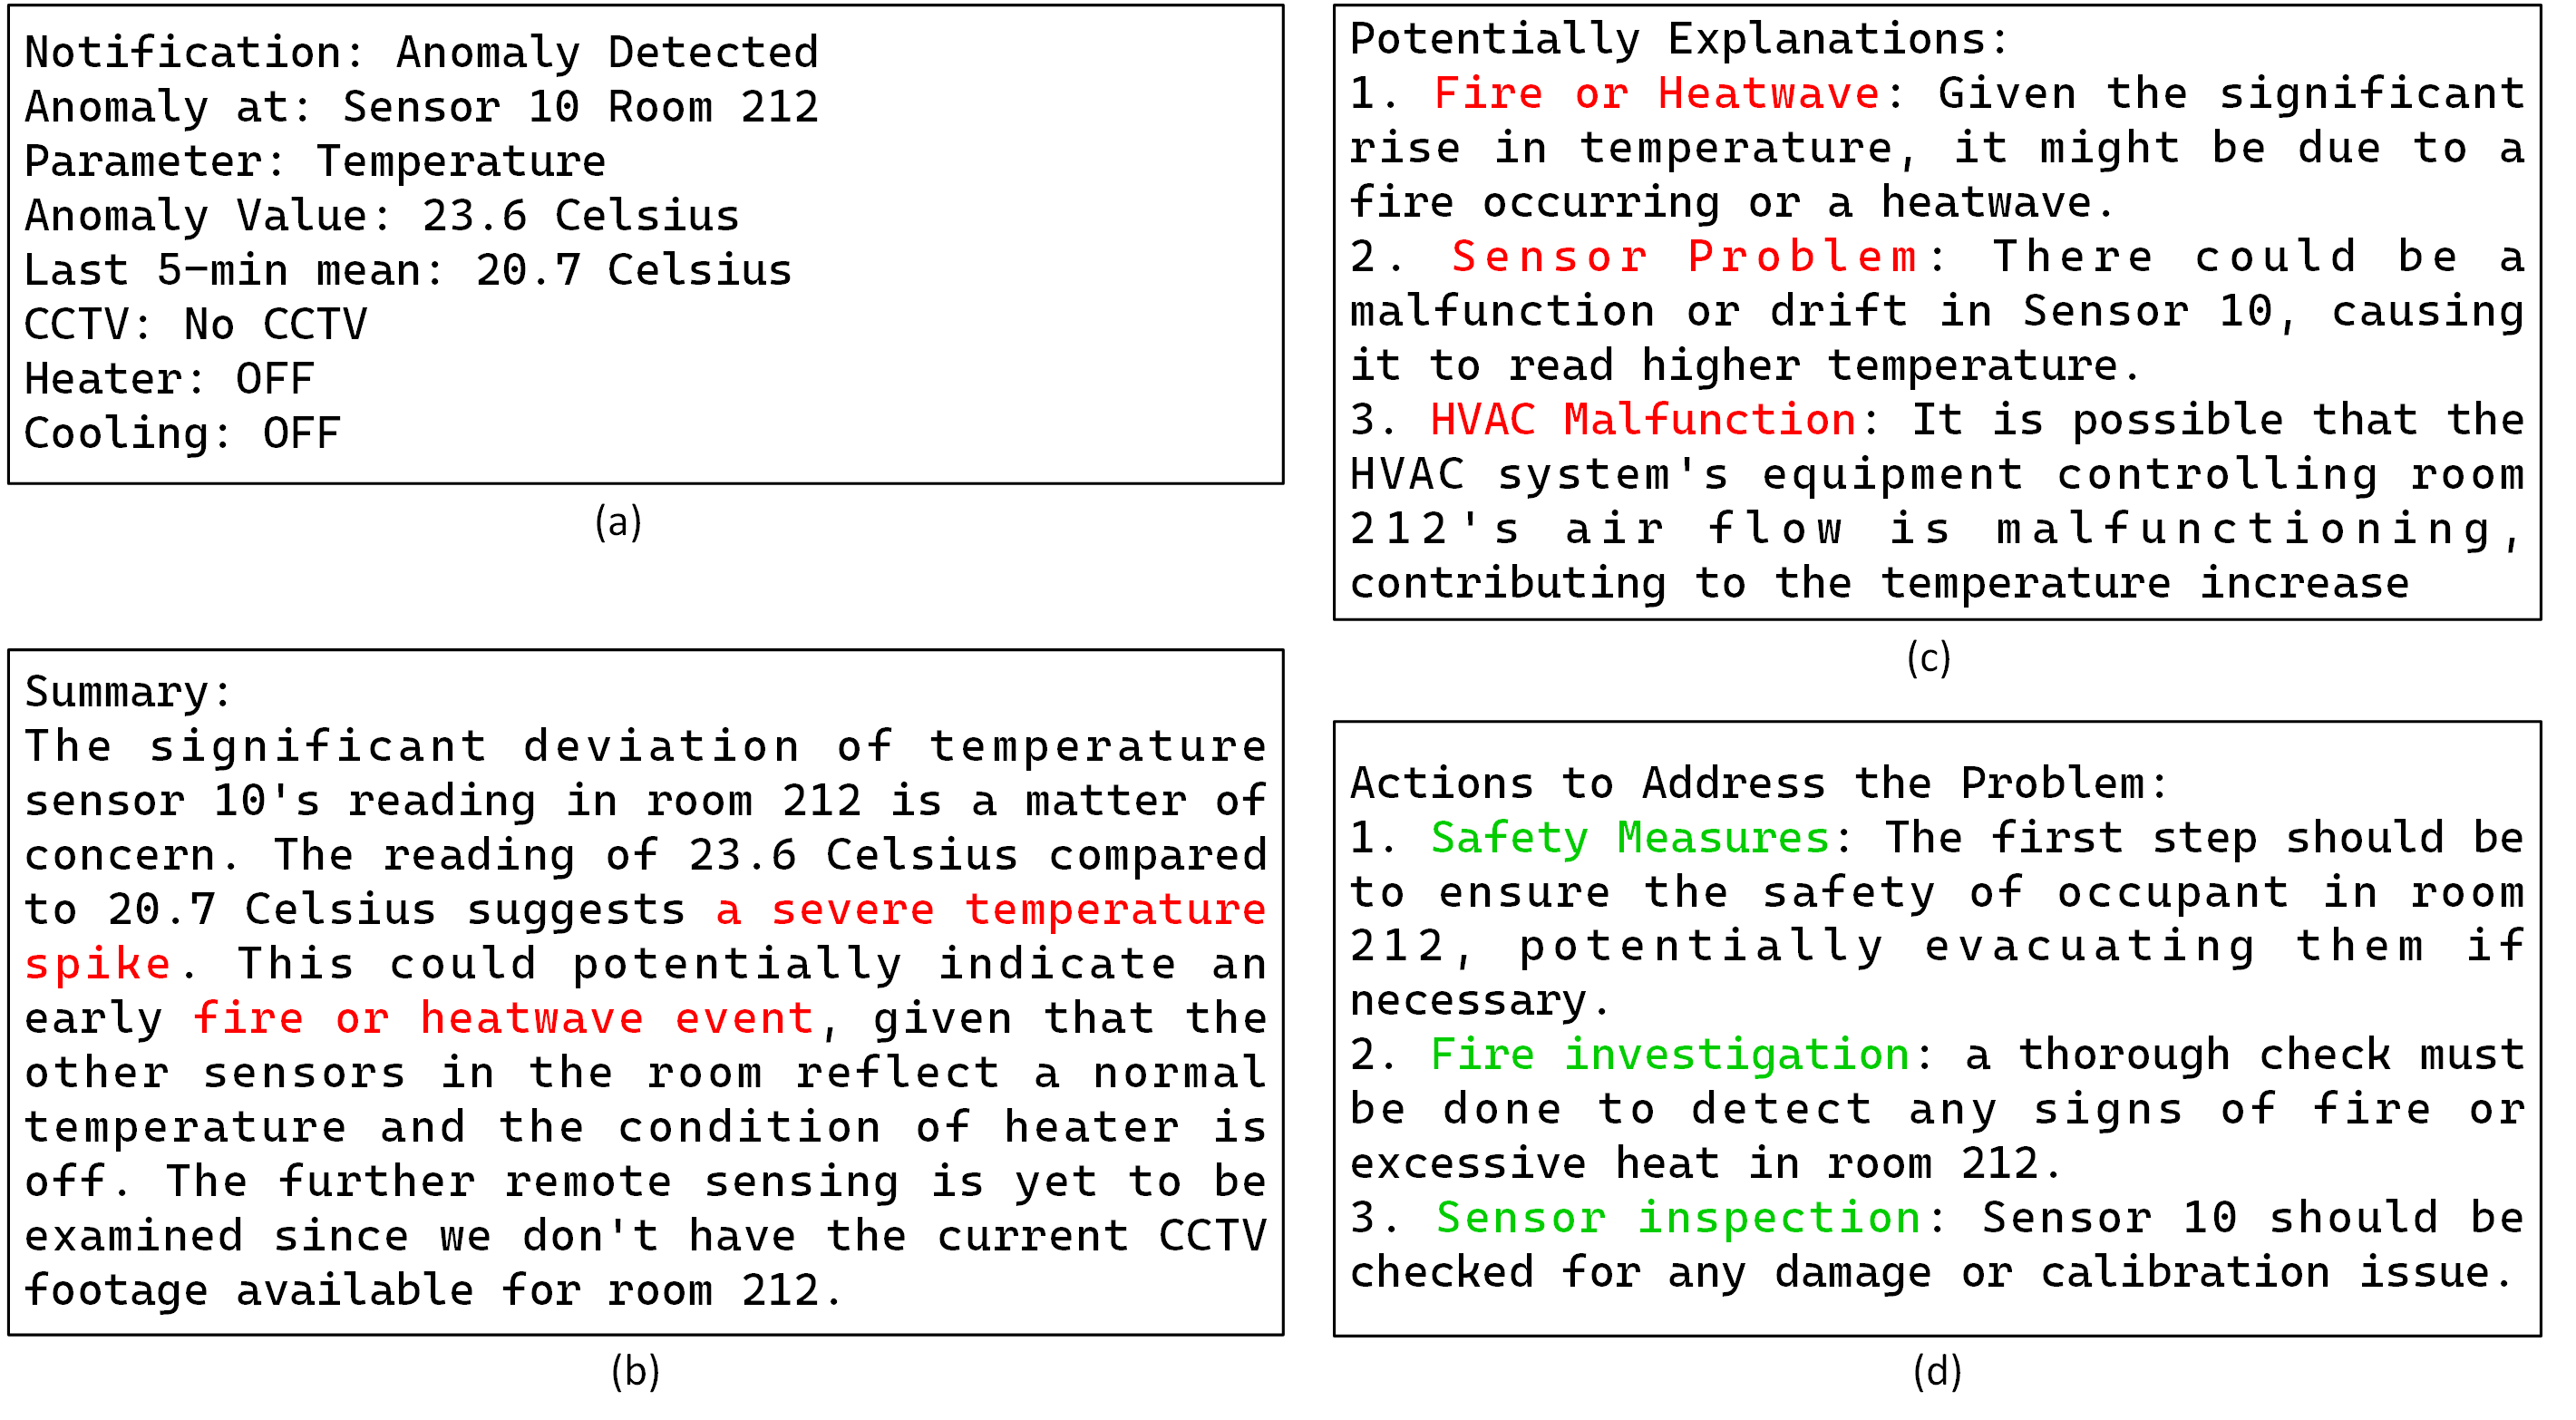 Notification: Anomaly Detected
Anomaly at: Sensor 10 Room 212
Parameter: Temperature
Anomaly Value: 23.6 Celsius
Last 5-min mean: 20.7 Celsius
CCTV: No CCTV
Heater: OFF
Cooling: OFF
(a)
Summary:
The significant deviation of temperature
sensor 10's reading in room 212 is a matter of
concern. The reading of 23.6 Celsius compared
to 20.7 Celsius suggests a severe temperature
spike. This could potentially indicate an
early fire or heatwave event, given that the
other sensors in the room reflect a normal
temperature and the condition of heater is
off. The further remote sensing is yet to be
examined since we don't have the current CCTV
footage available for room 212.
(b)
Potentially Explanations:
1. Fire or Heatwave: Given the significant
rise in temperature, it might be due to a
fire occurring or a heatwave.
2. Sensor Problem: There could be a
malfunction or drift in Sensor 10, causing
it to read higher temperature.
3. HVAC Malfunction: It is possible that the
HVAC system's equipment controlling room
212's air flow is malfunctioning,
contributing to the temperature increase
(c)
Actions to Address the Problem:
1. Safety Measures: The first step should be
to ensure the safety of occupant in room
212, potentially evacuating them if
necessary.
2. Fire investigation: a thorough check must
be done to detect any signs of fire or
excessive heat in room 212.
3. Sensor inspection: Sensor 10 should be
checked for any damage or calibration issue.
(d)